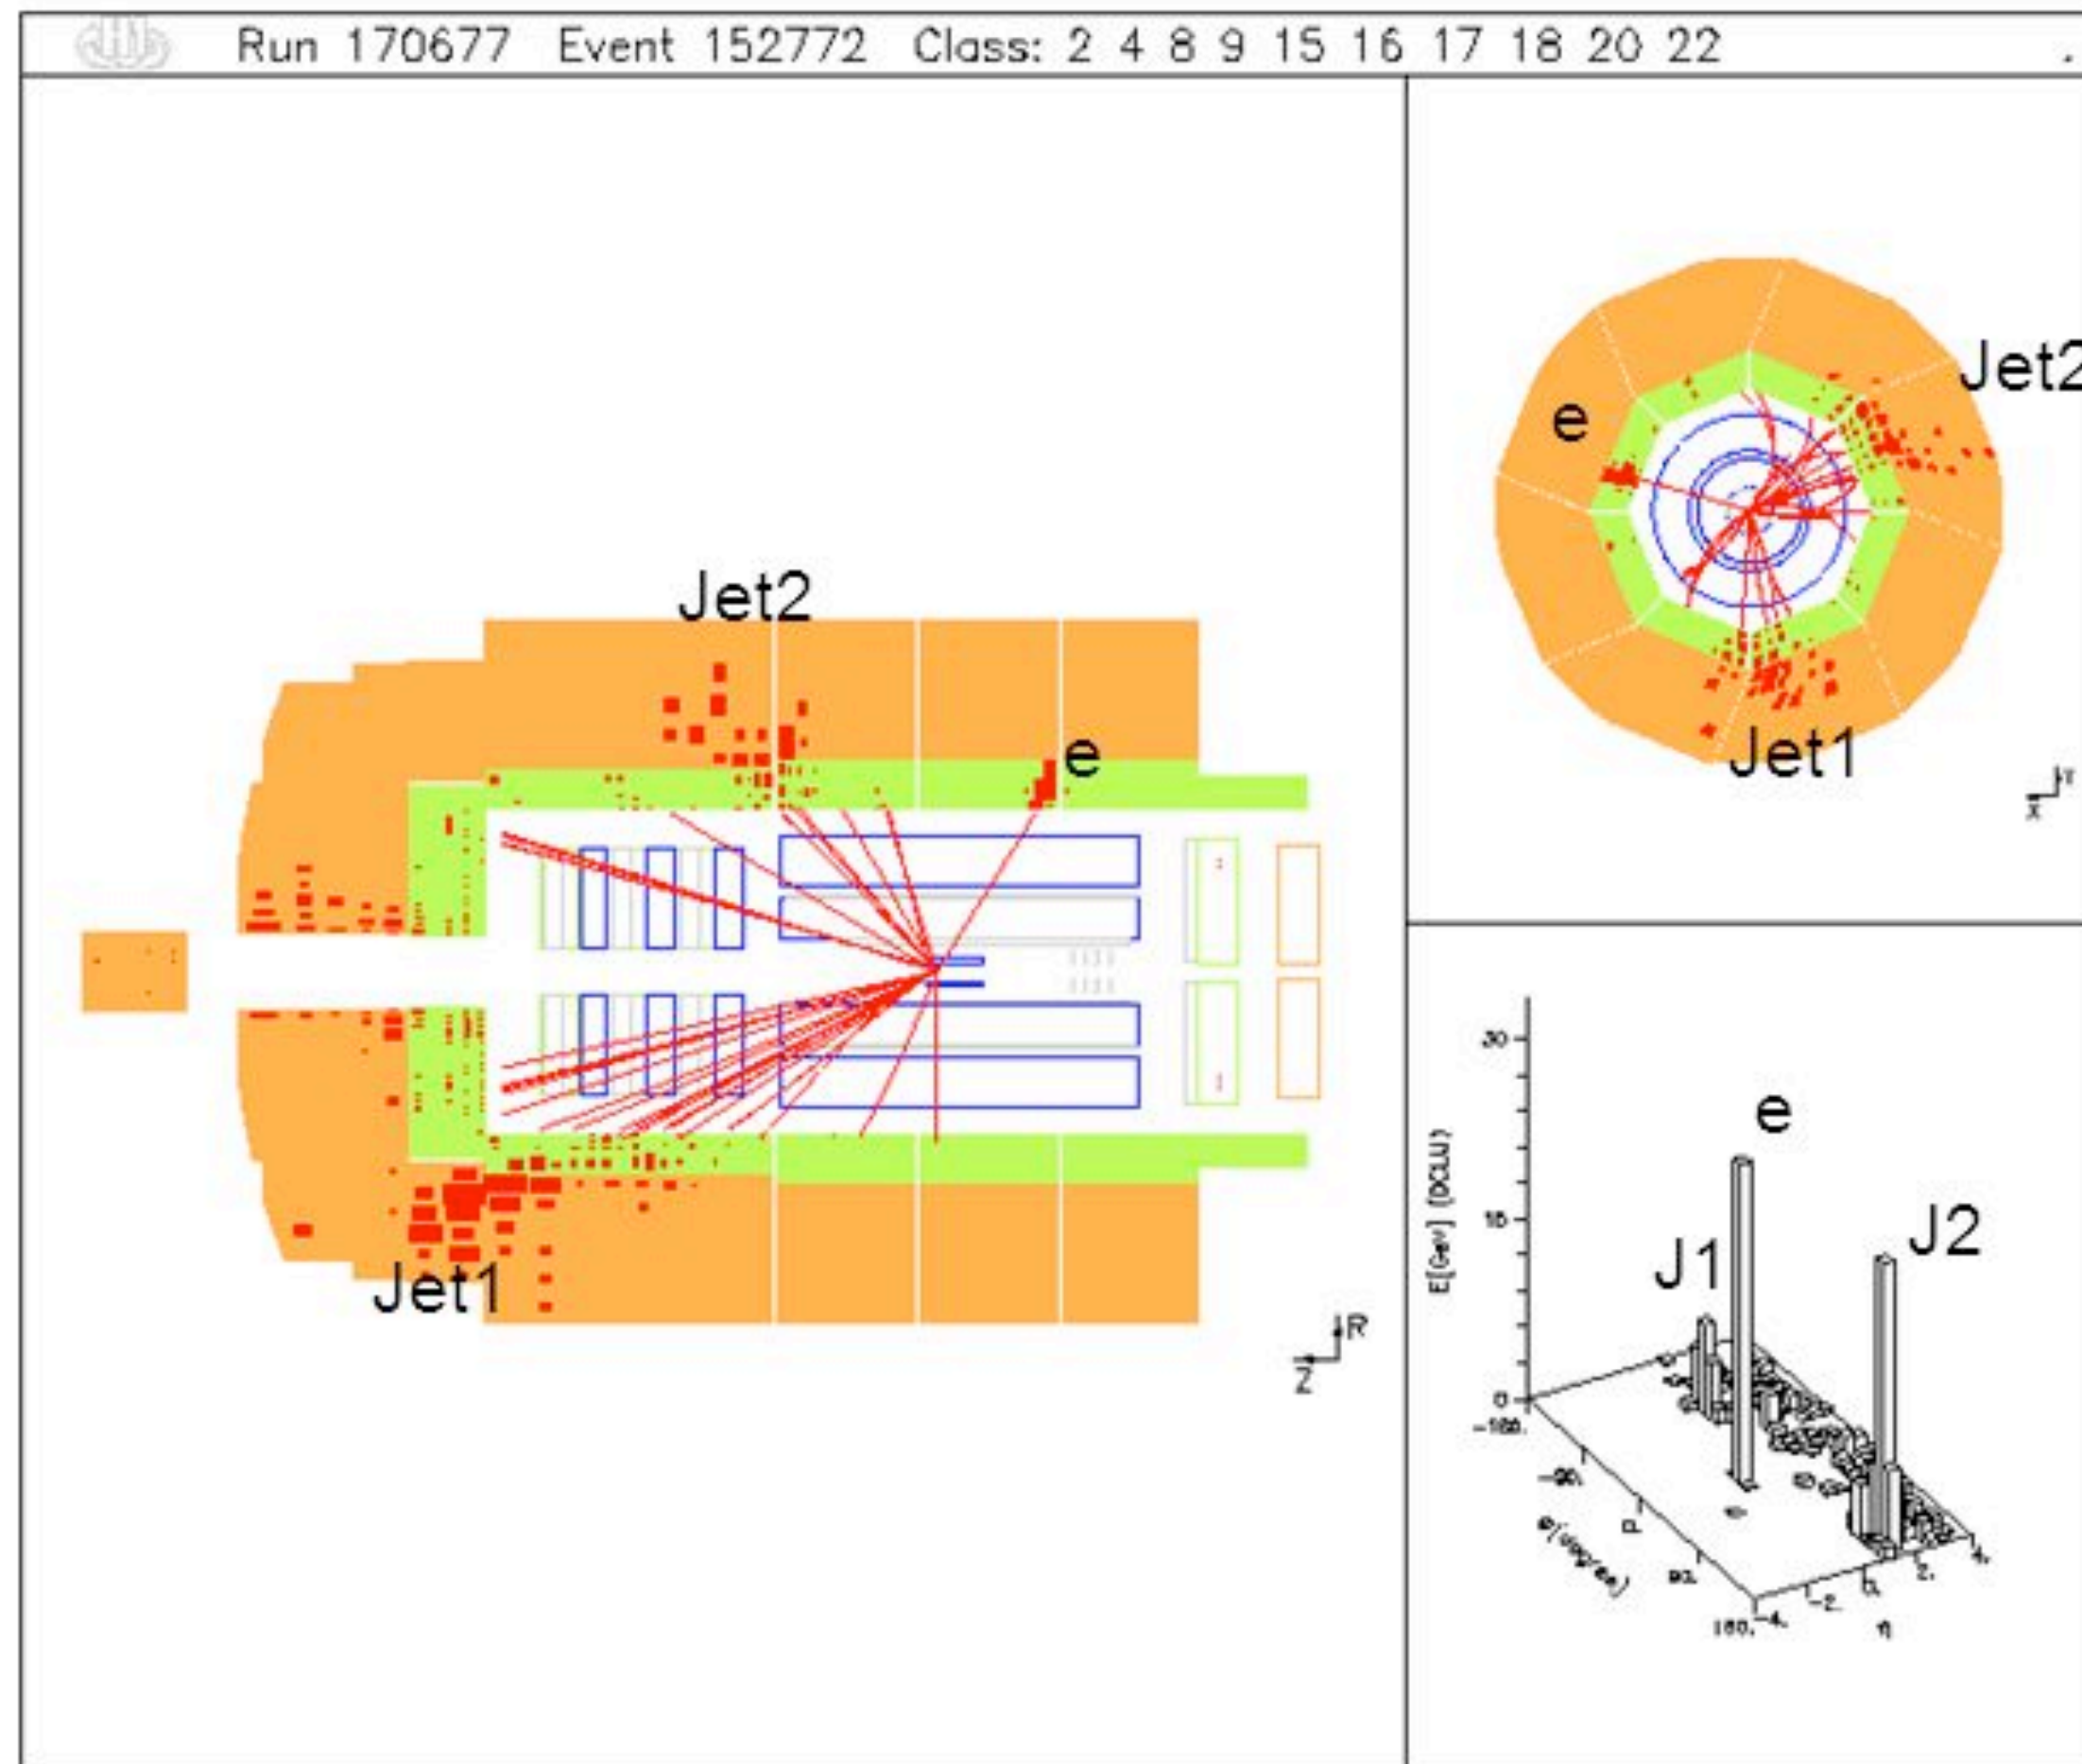 Run 170677 Event 152772 Class: 2 4 8 9 15 16 17 18 20 22
Jet2
e
Jet1
R
Z
Jet2
e
Jet1
Y
X
E[GeV] (DCLU)
30
15
0
e
J1
J2
-180.
-90.
0.
90.
180.
-4.
-2.
0.
2.
4.
η